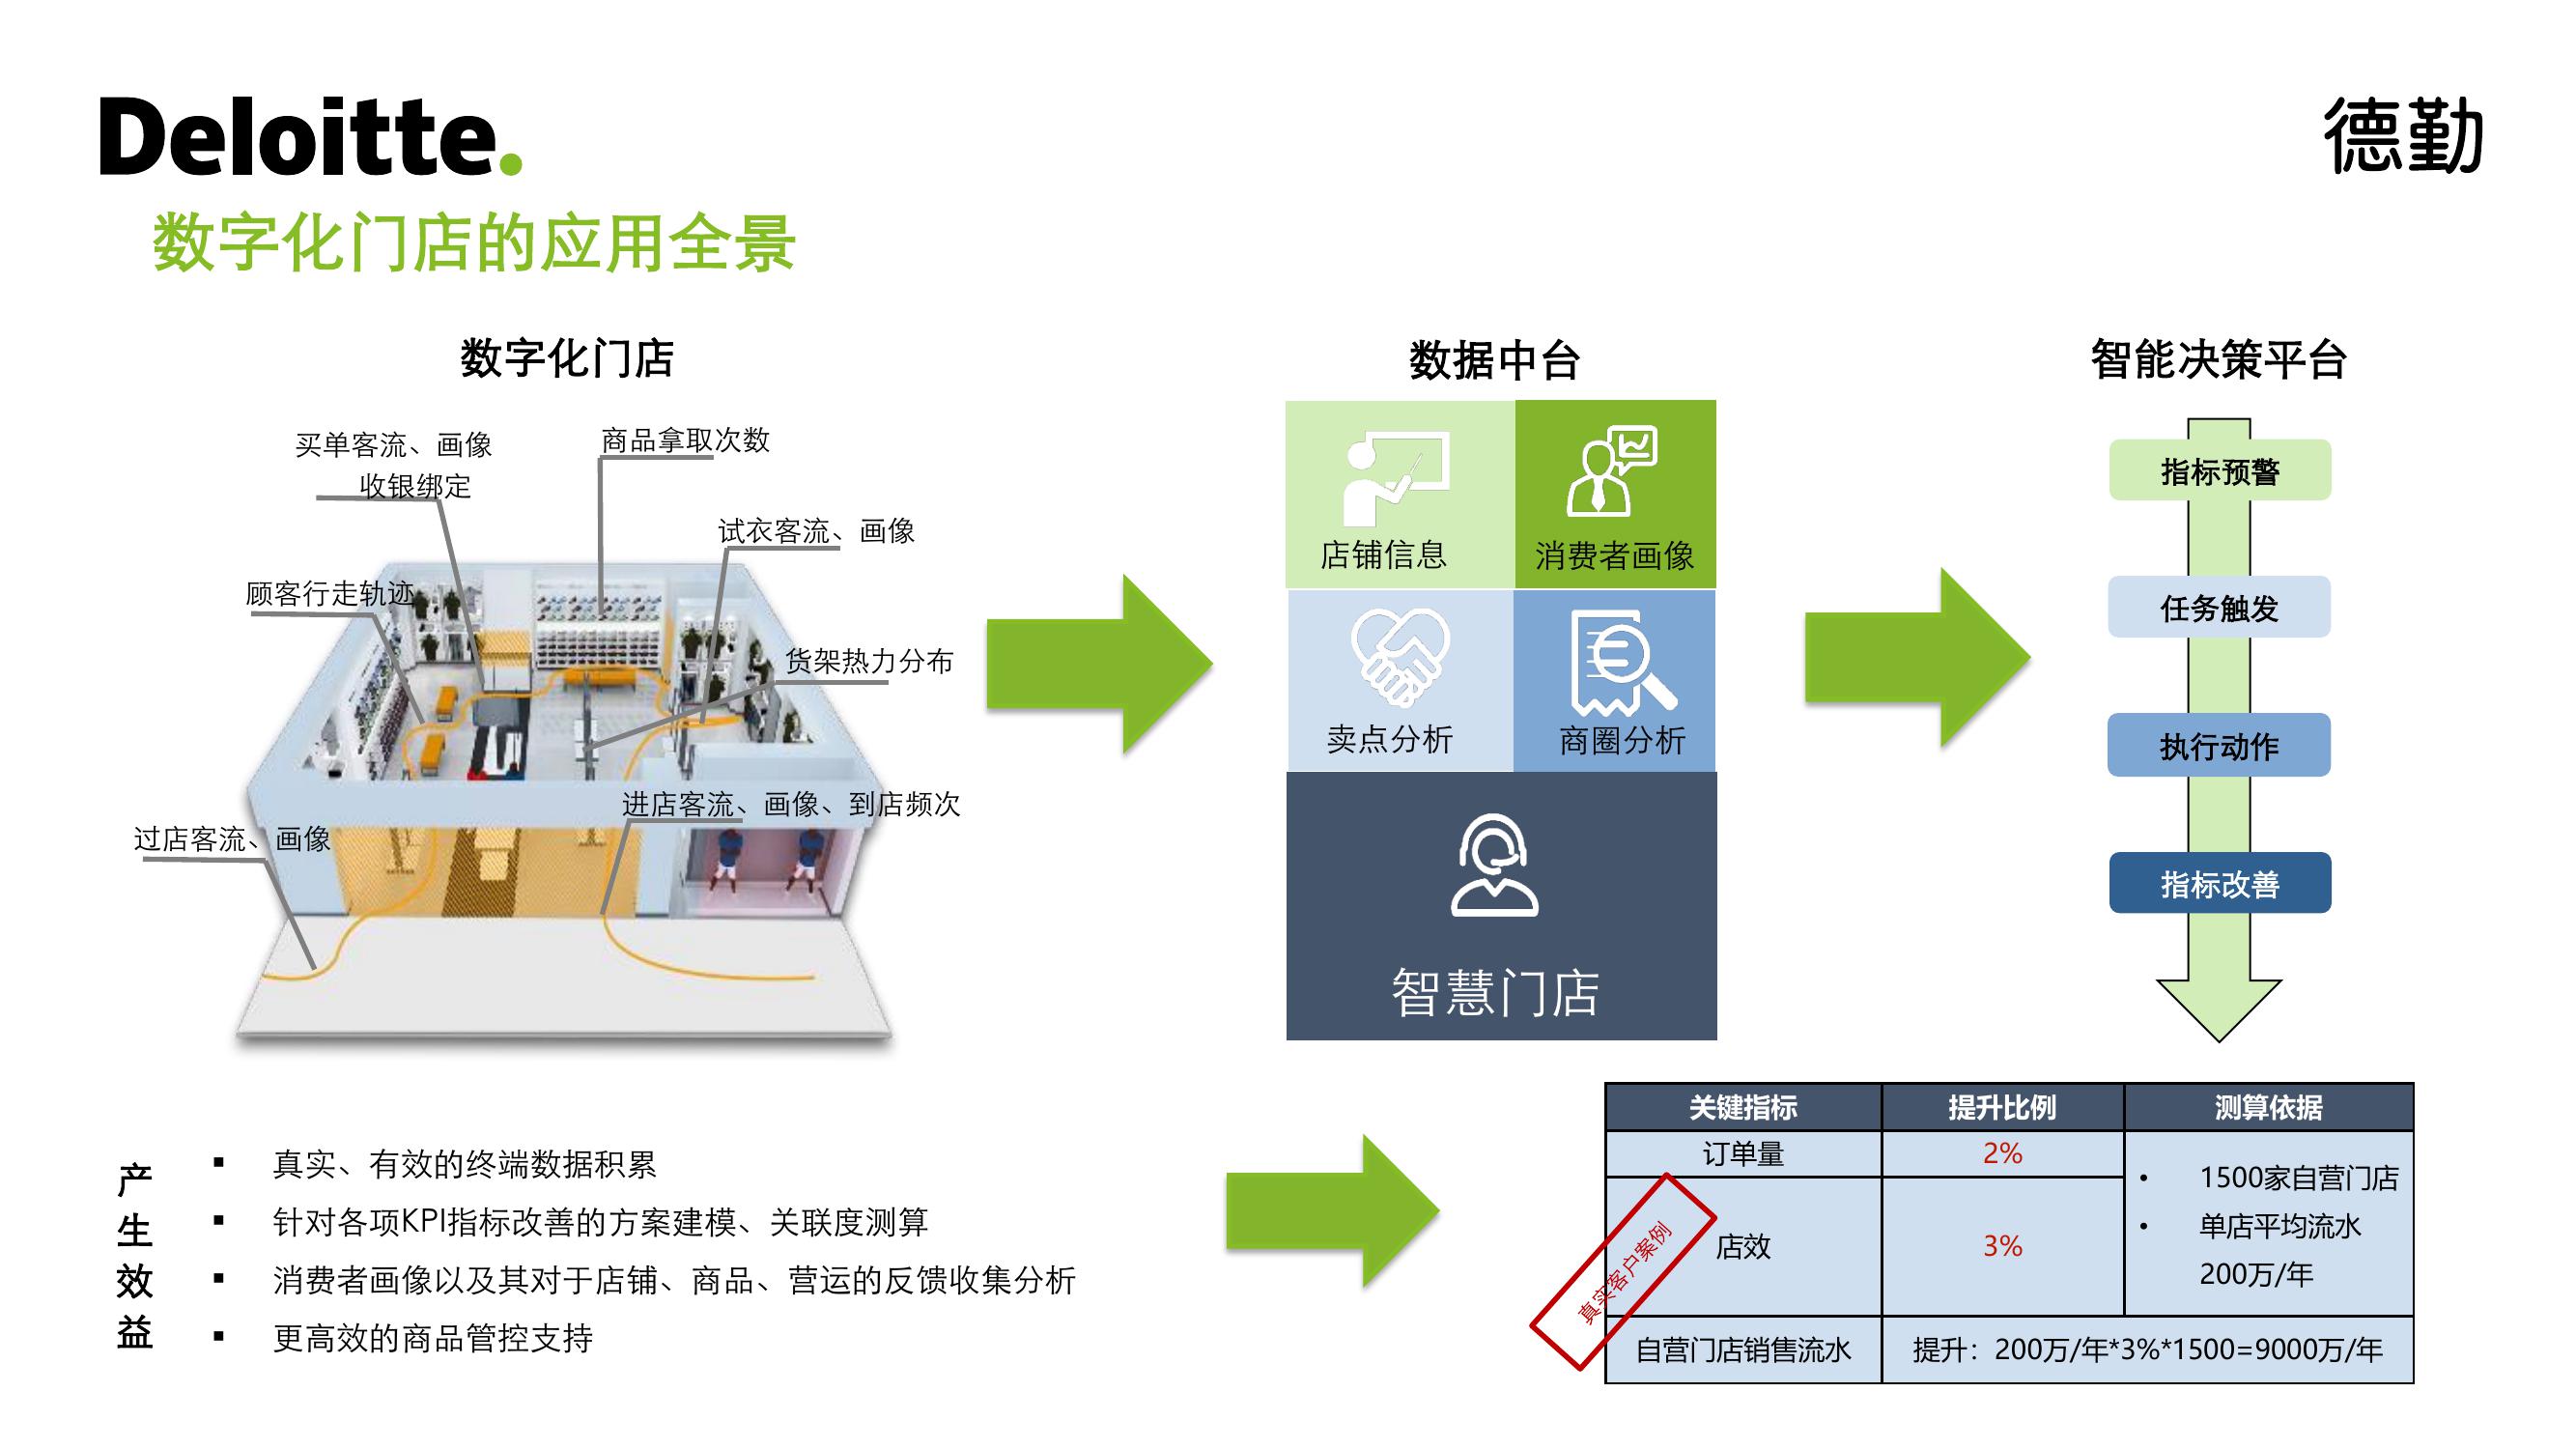 Deloitte.
德勤
数字化门店的应用全景
数字化门店
买单客流、画像
收银绑定
商品拿取次数
试衣客流、画像
顾客行走轨迹
货架热力分布
进店客流、画像、到店频次
过店客流、画像
数据中台
店铺信息
消费者画像
卖点分析
商圈分析
智慧门店
智能决策平台
指标预警
任务触发
执行动作
指标改善
产
生
效
益
▪ 真实、有效的终端数据积累
▪ 针对各项KPI指标改善的方案建模、关联度测算
▪ 消费者画像以及其对于店铺、商品、营运的反馈收集分析
▪ 更高效的商品管控支持
关键指标 提升比例 测算依据
订单量 2%
店效 3%
• 1500家自营门店
• 单店平均流水
200万/年
自营门店销售流水 提升：200万/年*3%*1500=9000万/年
真实客户案例